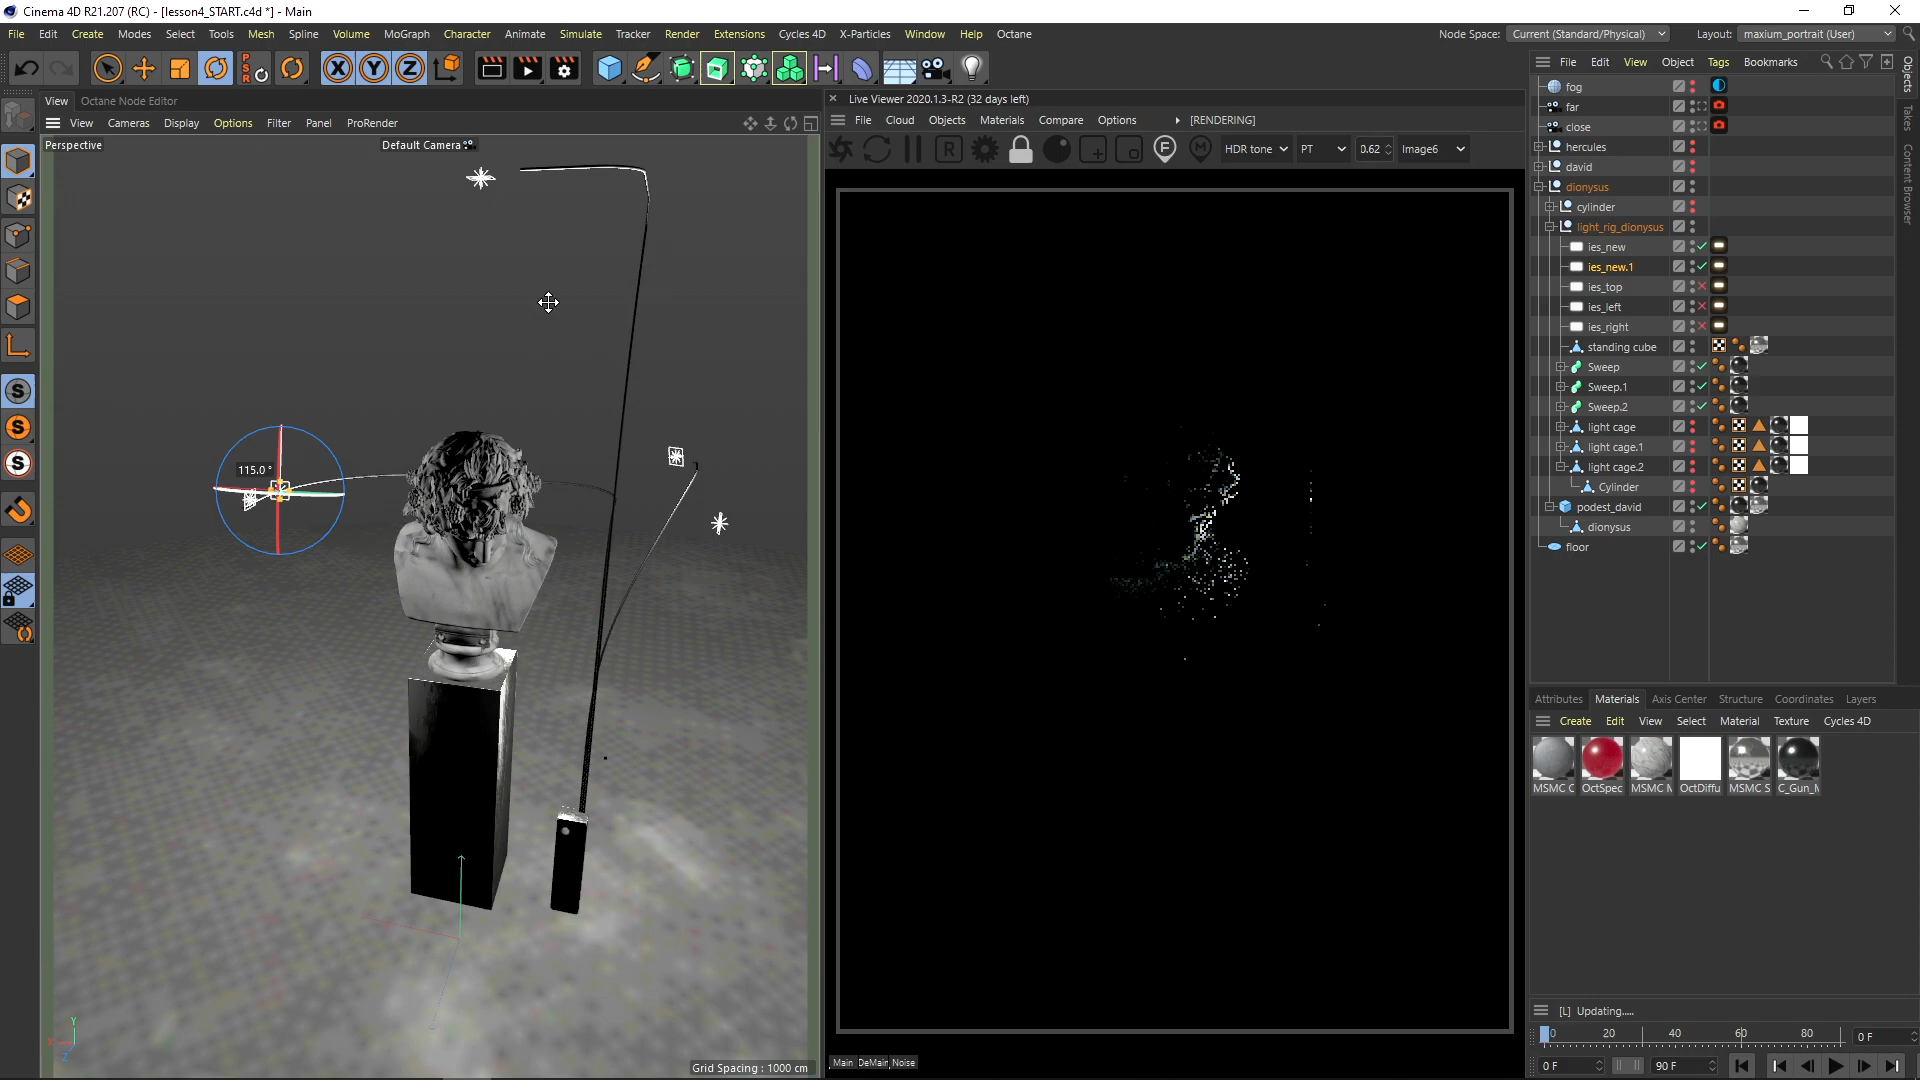 Cinema 4D R21.207 (RC) - [lesson4_START.c4d *] - Main
File Edit Create Modes Select Tools Mesh Spline Volume MoGraph Character Animate Simulate Tracker Render Extensions Cycles 4D X-Particles Window Help Octane
Node Space: Current (Standard/Physical) Layout: maxium_portrait (User)
PSR X Y Z
File Edit View Object Tags Bookmarks
Objects
Takes
Content Browser
View Octane Node Editor
View Cameras Display Options Filter Panel ProRender
Perspective
Default Camera
115.0 °
Grid Spacing : 1000 cm
Y
X
Z
Live Viewer 2020.1.3-R2 (32 days left)
File Cloud Objects Materials Compare Options [RENDERING]
R F M HDR tone PT 0.62 Image6
Main DeMain Noise
fog
far
close
hercules
david
dionysus
cylinder
light_rig_dionysus
ies_new
ies_new.1
ies_top
ies_left
ies_right
standing cube
Sweep
Sweep.1
Sweep.2
light cage
light cage.1
light cage.2
Cylinder
podest_david
dionysus
floor
Attributes Materials Axis Center Structure Coordinates Layers
Create Edit View Select Material Texture Cycles 4D
MSMC C OctSpec MSMC M OctDiffu MSMC S C_Gun_M
[L] Updating.....
0 20 40 60 80 0 F
0 F 90 F